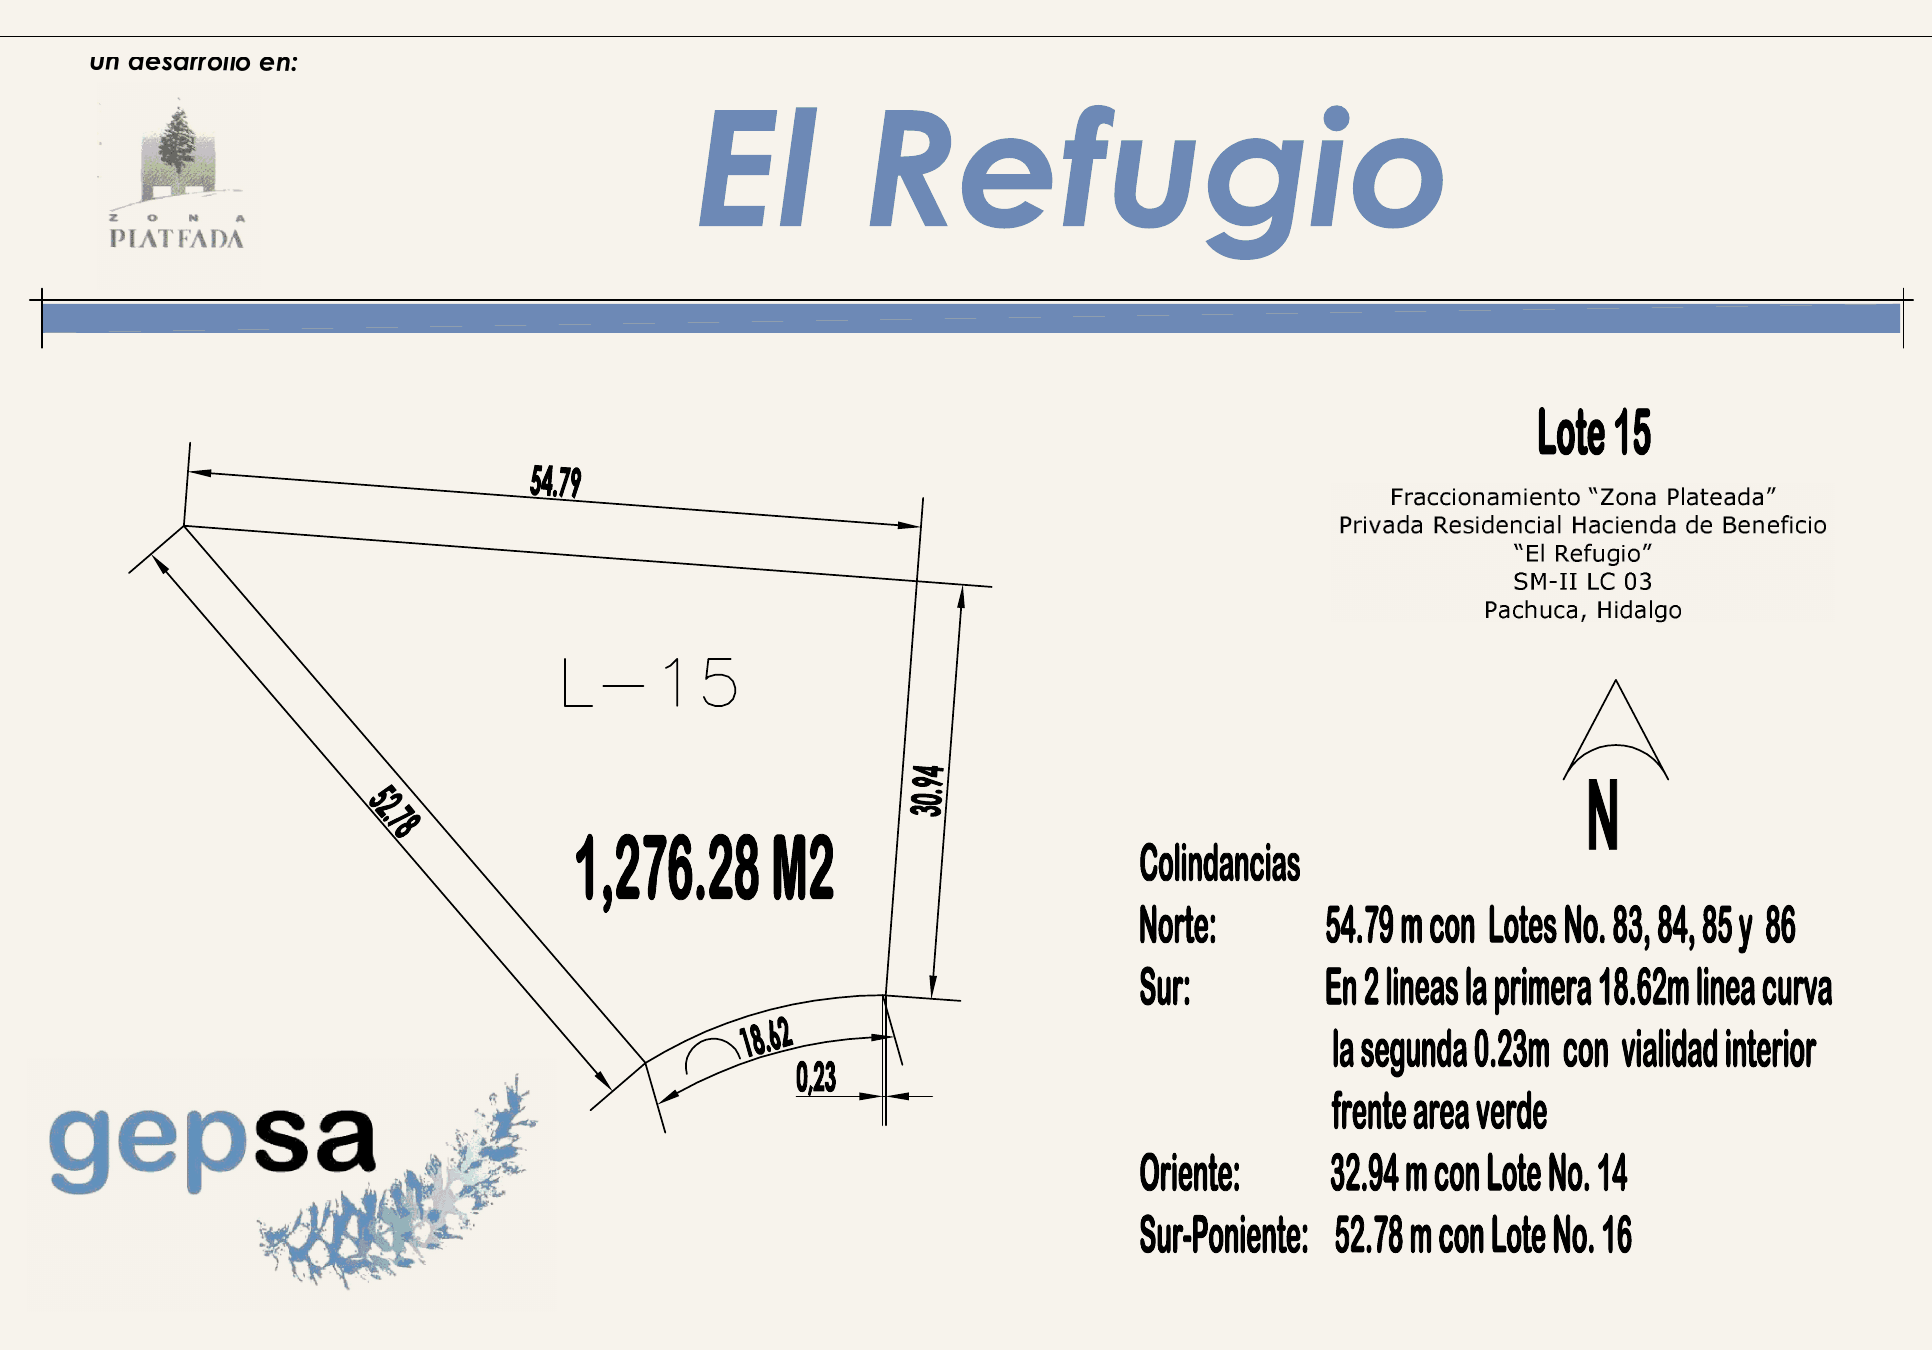 un desarrollo en:
ZONA
PLATEADA
El Refugio
Lote 15
Fraccionamiento “Zona Plateada”
Privada Residencial Hacienda de Beneficio
“El Refugio”
SM-II LC 03
Pachuca, Hidalgo
54.79
L-15
30.94
52.78
1,276.28 M2
18.62
0,23
N
Colindancias
Norte: 54.79 m con Lotes No. 83, 84, 85 y 86
Sur: En 2 lineas la primera 18.62m linea curva
la segunda 0.23m con vialidad interior
frente area verde
Oriente: 32.94 m con Lote No. 14
Sur-Poniente: 52.78 m con Lote No. 16
gepsa